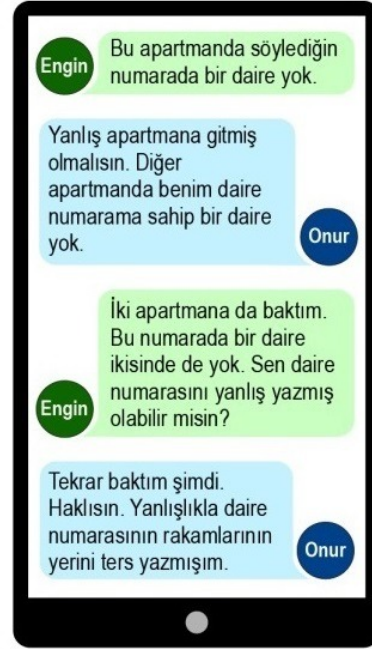 Engin
Bu apartmanda söylediğin
numarada bir daire yok.
Yanlış apartmana gitmiş
olmalısın. Diğer
apartmanda benim daire
numarama sahip bir daire
yok.
Onur
İki apartmana da baktım.
Bu numarada bir daire
ikisinde de yok. Sen daire
numarasını yanlış yazmış
olabilir misin?
Engin
Tekrar baktım şimdi.
Haklısın. Yanlışlıkla daire
numarasının rakamlarının
yerini ters yazmışım.
Onur